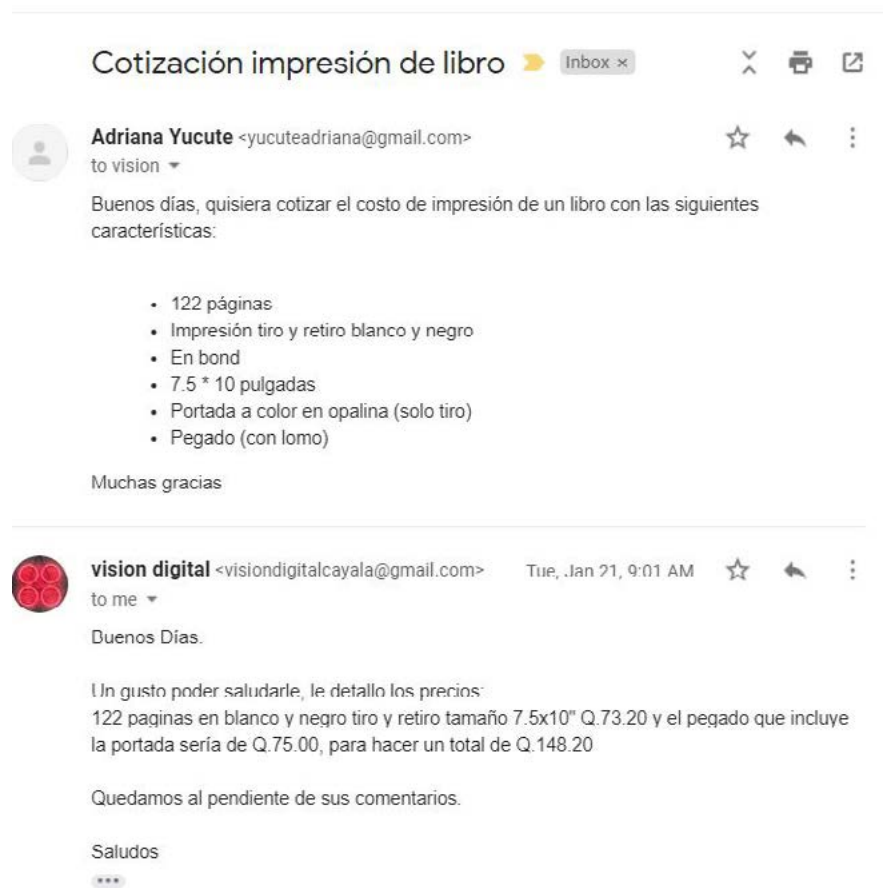 Cotización impresión de libro
Inbox ×
Adriana Yucute <yucuteadriana@gmail.com>
to vision
Buenos días, quisiera cotizar el costo de impresión de un libro con las siguientes
características:
• 122 páginas
• Impresión tiro y retiro blanco y negro
• En bond
• 7.5 * 10 pulgadas
• Portada a color en opalina (solo tiro)
• Pegado (con lomo)
Muchas gracias
vision digital <visiondigitalcayala@gmail.com> Tue, Jan 21, 9:01 AM
to me
Buenos Días.
Un gusto poder saludarle, le detallo los precios:
122 paginas en blanco y negro tiro y retiro tamaño 7.5x10" Q.73.20 y el pegado que incluye
la portada sería de Q.75.00, para hacer un total de Q.148.20
Quedamos al pendiente de sus comentarios.
Saludos